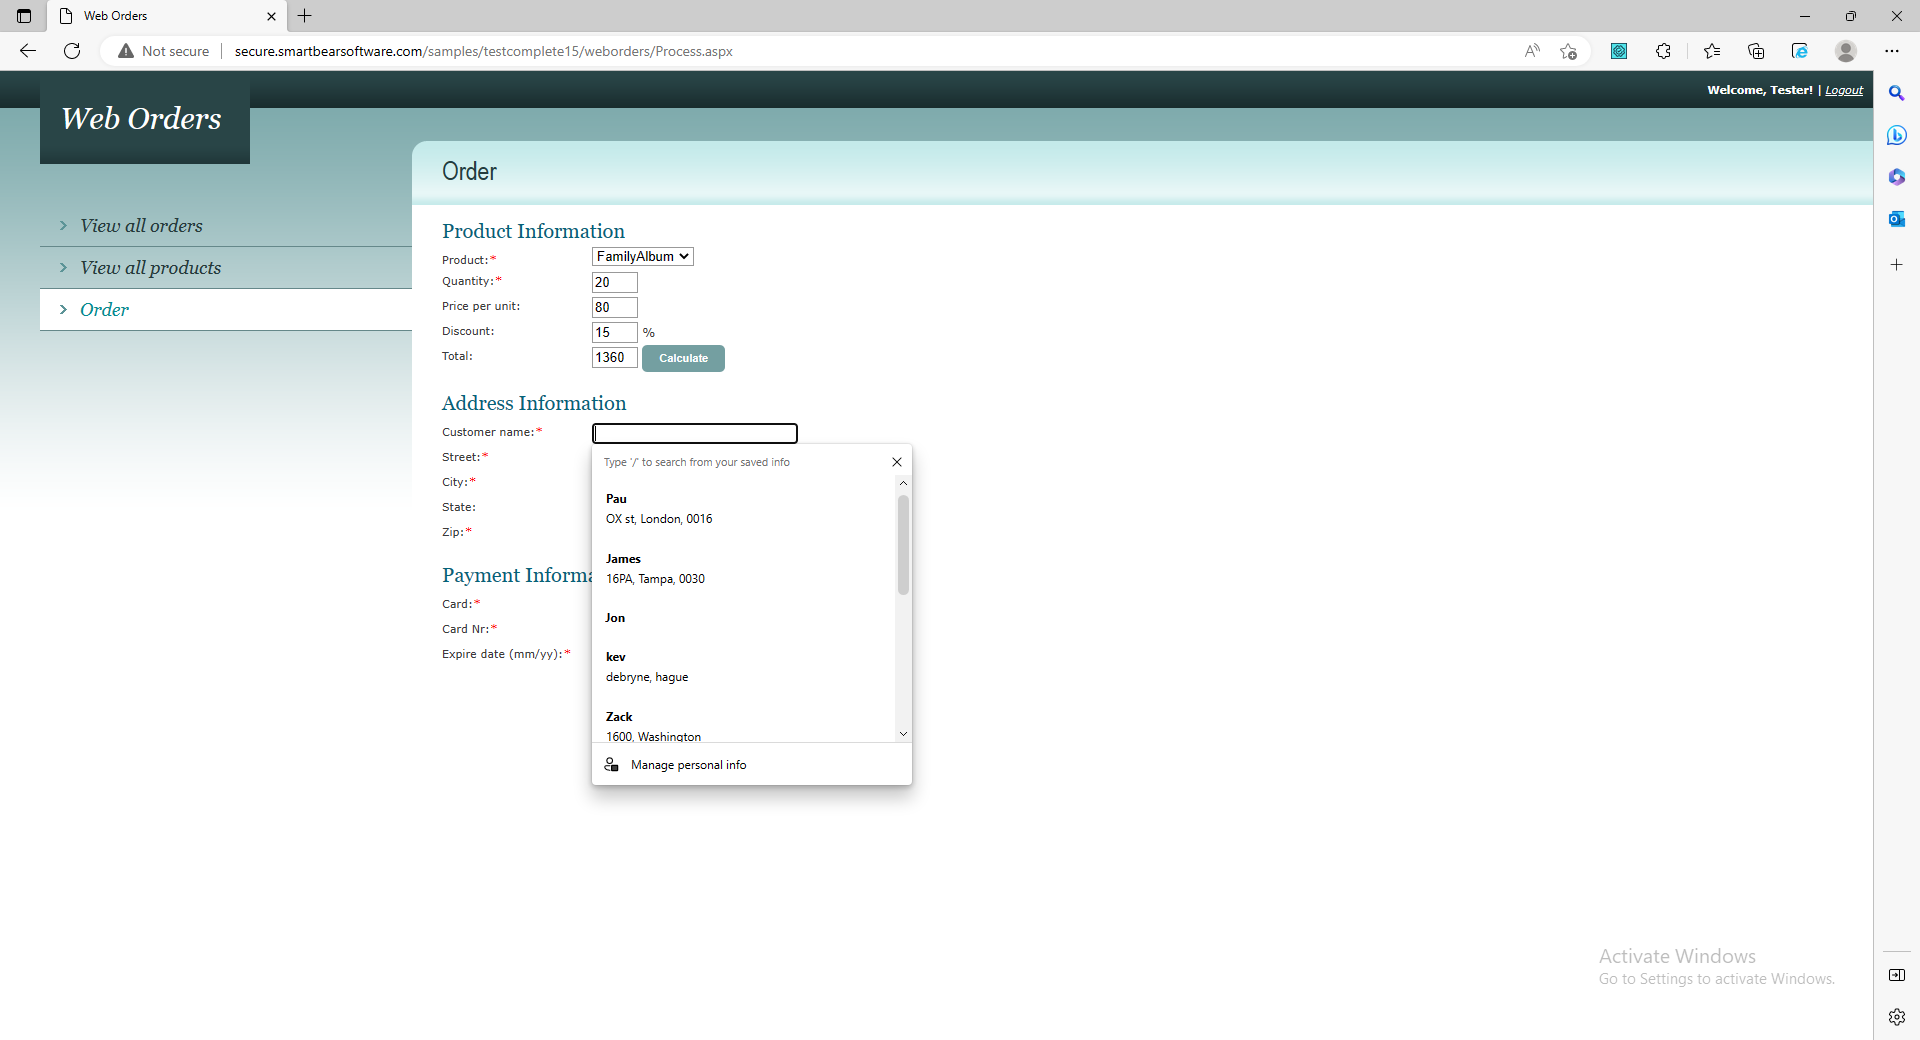 Web Orders
Not secure
secure.smartbearsoftware.com/samples/testcomplete15/weborders/Process.aspx
Welcome, Tester! | Logout
Web Orders
Order
View all orders
View all products
Order
Product Information
Product:* FamilyAlbum
Quantity:* 20
Price per unit: 80
Discount: 15 %
Total: 1360 Calculate
Address Information
Customer name:*
Street:*
City:*
State:
Zip:*
Payment Informa
Card:*
Card Nr:*
Expire date (mm/yy):*
Type '/' to search from your saved info
Pau
OX st, London, 0016
James
16PA, Tampa, 0030
Jon
kev
debryne, hague
Zack
1600, Washington
Manage personal info
Activate Windows
Go to Settings to activate Windows.